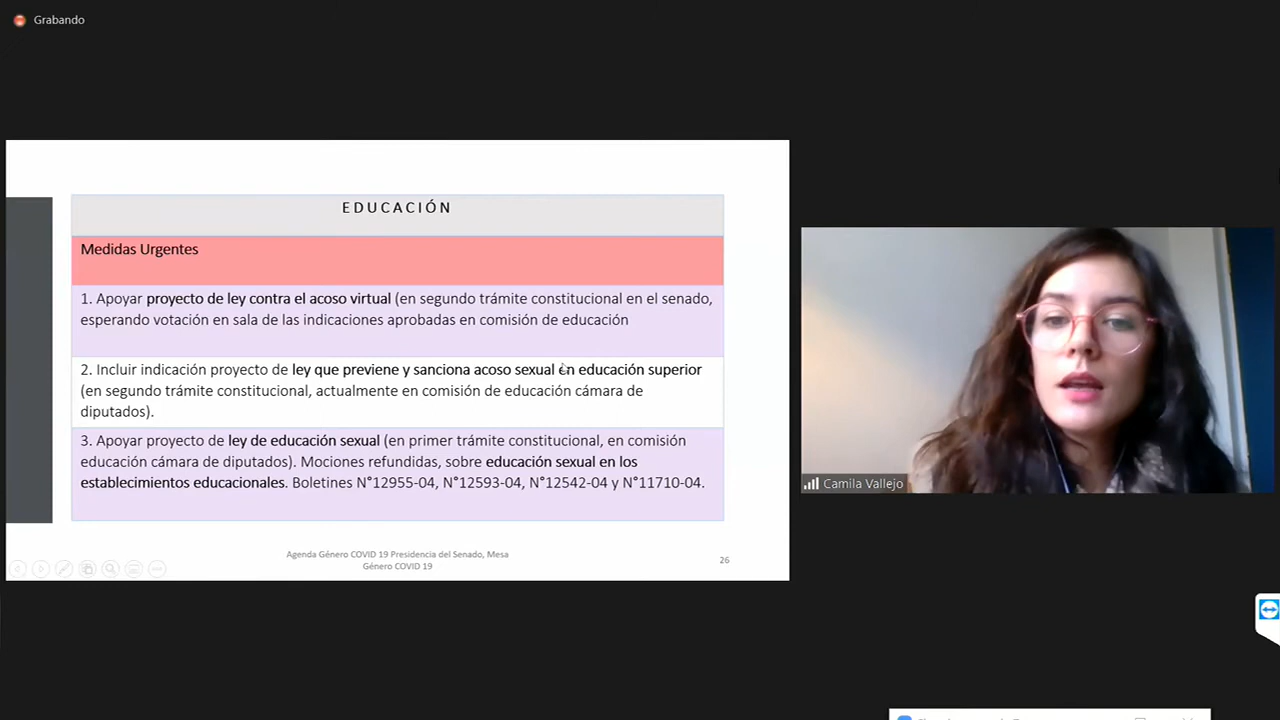 Grabando
EDUCACIÓN
Medidas Urgentes
1. Apoyar proyecto de ley contra el acoso virtual (en segundo trámite constitucional en el senado,
esperando votación en sala de las indicaciones aprobadas en comisión de educación
2. Incluir indicación proyecto de ley que previene y sanciona acoso sexual en educación superior
(en segundo trámite constitucional, actualmente en comisión de educación cámara de
diputados).
3. Apoyar proyecto de ley de educación sexual (en primer trámite constitucional, en comisión
educación cámara de diputados). Mociones refundidas, sobre educación sexual en los
establecimientos educacionales. Boletines N°12955-04, N°12593-04, N°12542-04 y N°11710-04.
Agenda Género COVID 19 Presidencia del Senado, Mesa
Género COVID 19
26
Camila Vallejo